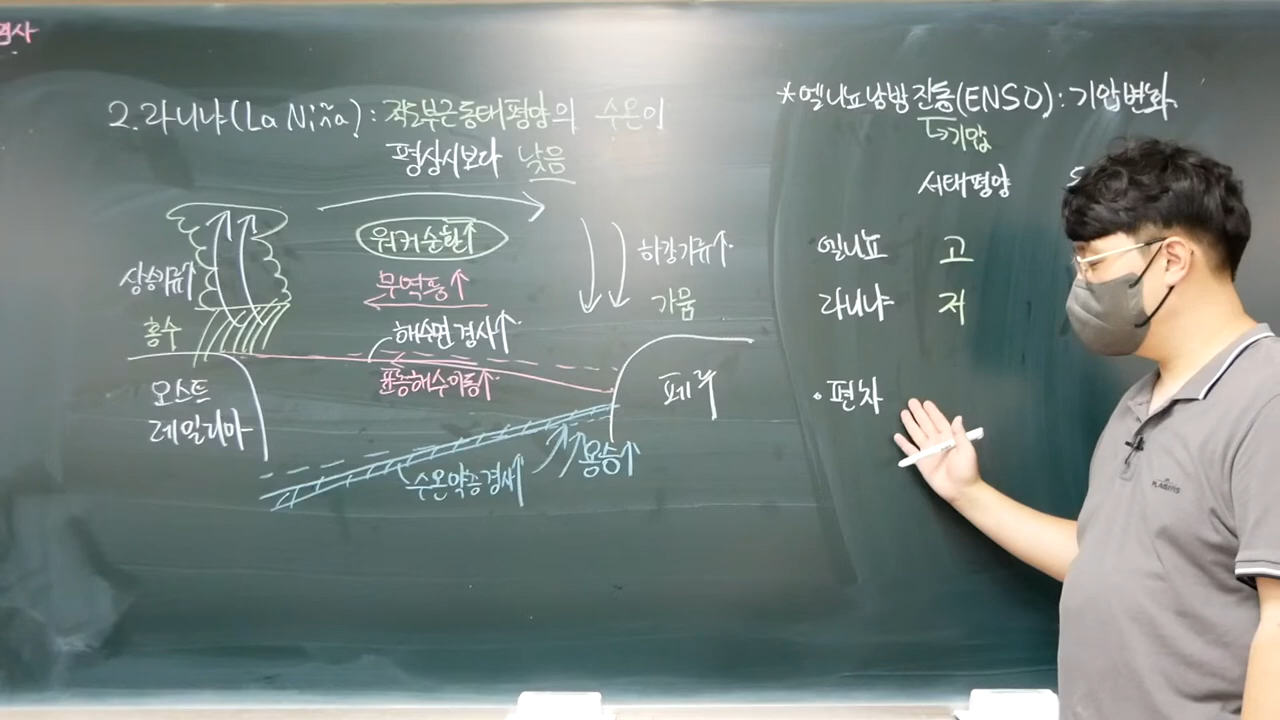 2. 라니냐(La Niña) : 적도부근동태평양의 수온이
평상시보다 낮음
워커순환↑
상승기류↑
무역풍↑
하강기류↑
홍수
해수면 경사↑
가뭄
표층해수이동↑
오스트
레일리아
페루
수온약층경사↑
용승↑
*엘니뇨남방진동(ENSO) : 기압변화
↳기압
서태평양
엘니뇨 고
라니냐 저
·편차